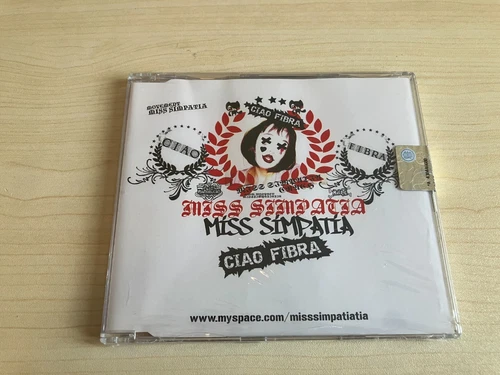 MOVEMENT
MISS SIMPATIA
CIAO FIBRA
CIAO
FIBRA
MISS SIMPATIA
MISS SIMPATIA
CIAO FIBRA
www.myspace.com/misssimpatiatia